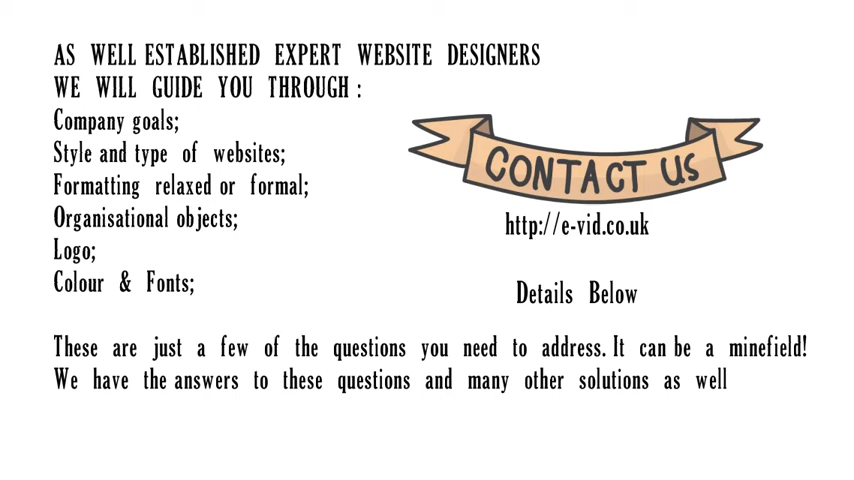 AS WELL ESTABLISHED EXPERT WEBSITE DESIGNERS
WE WILL GUIDE YOU THROUGH :
Company goals;
Style and type of websites;
Formatting relaxed or formal;
Organisational objects;
Logo;
Colour & Fonts;
CONTACT US
http://e-vid.co.uk
Details Below
These are just a few of the questions you need to address. It can be a minefield!
We have the answers to these questions and many other solutions as well